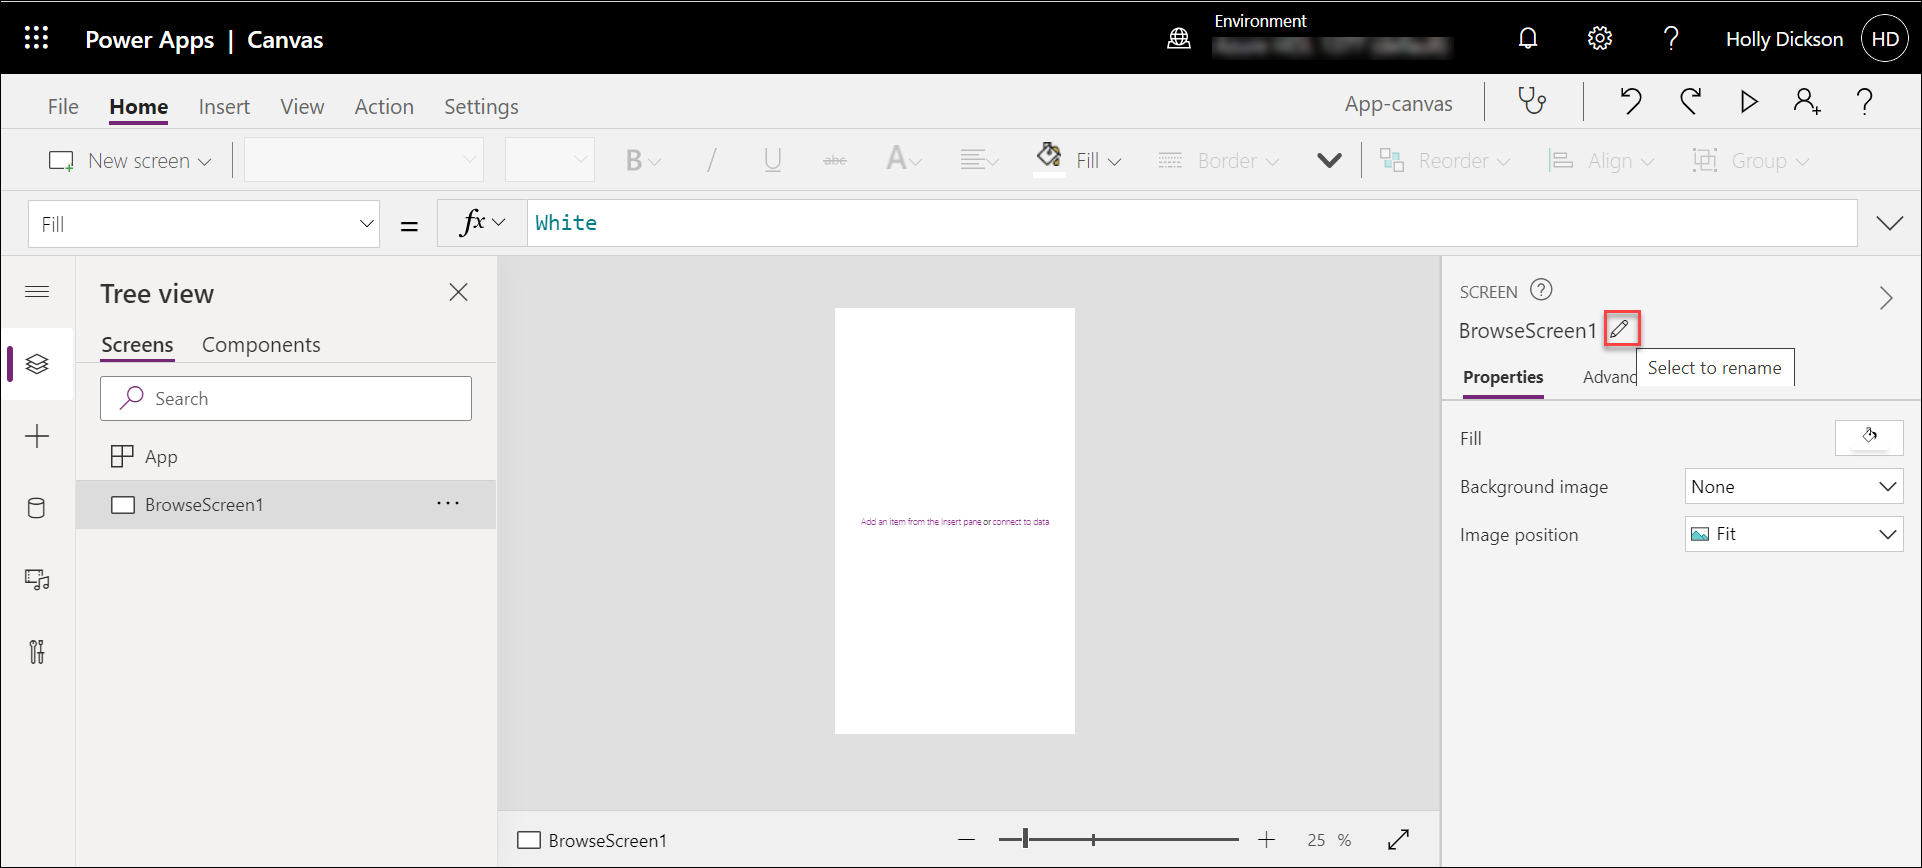 Power Apps | Canvas
Environment
Holly Dickson
HD
File Home Insert View Action Settings
App-canvas
New screen
B / U abc A
Fill
Border
Reorder
Align
Group
Fill
= fx
White
Tree view
Screens Components
Search
App
BrowseScreen1 ...
Add an item from the Insert pane or connect to data
BrowseScreen1
25 %
SCREEN
BrowseScreen1
Select to rename
Properties Advanc
Fill
Background image None
Image position Fit